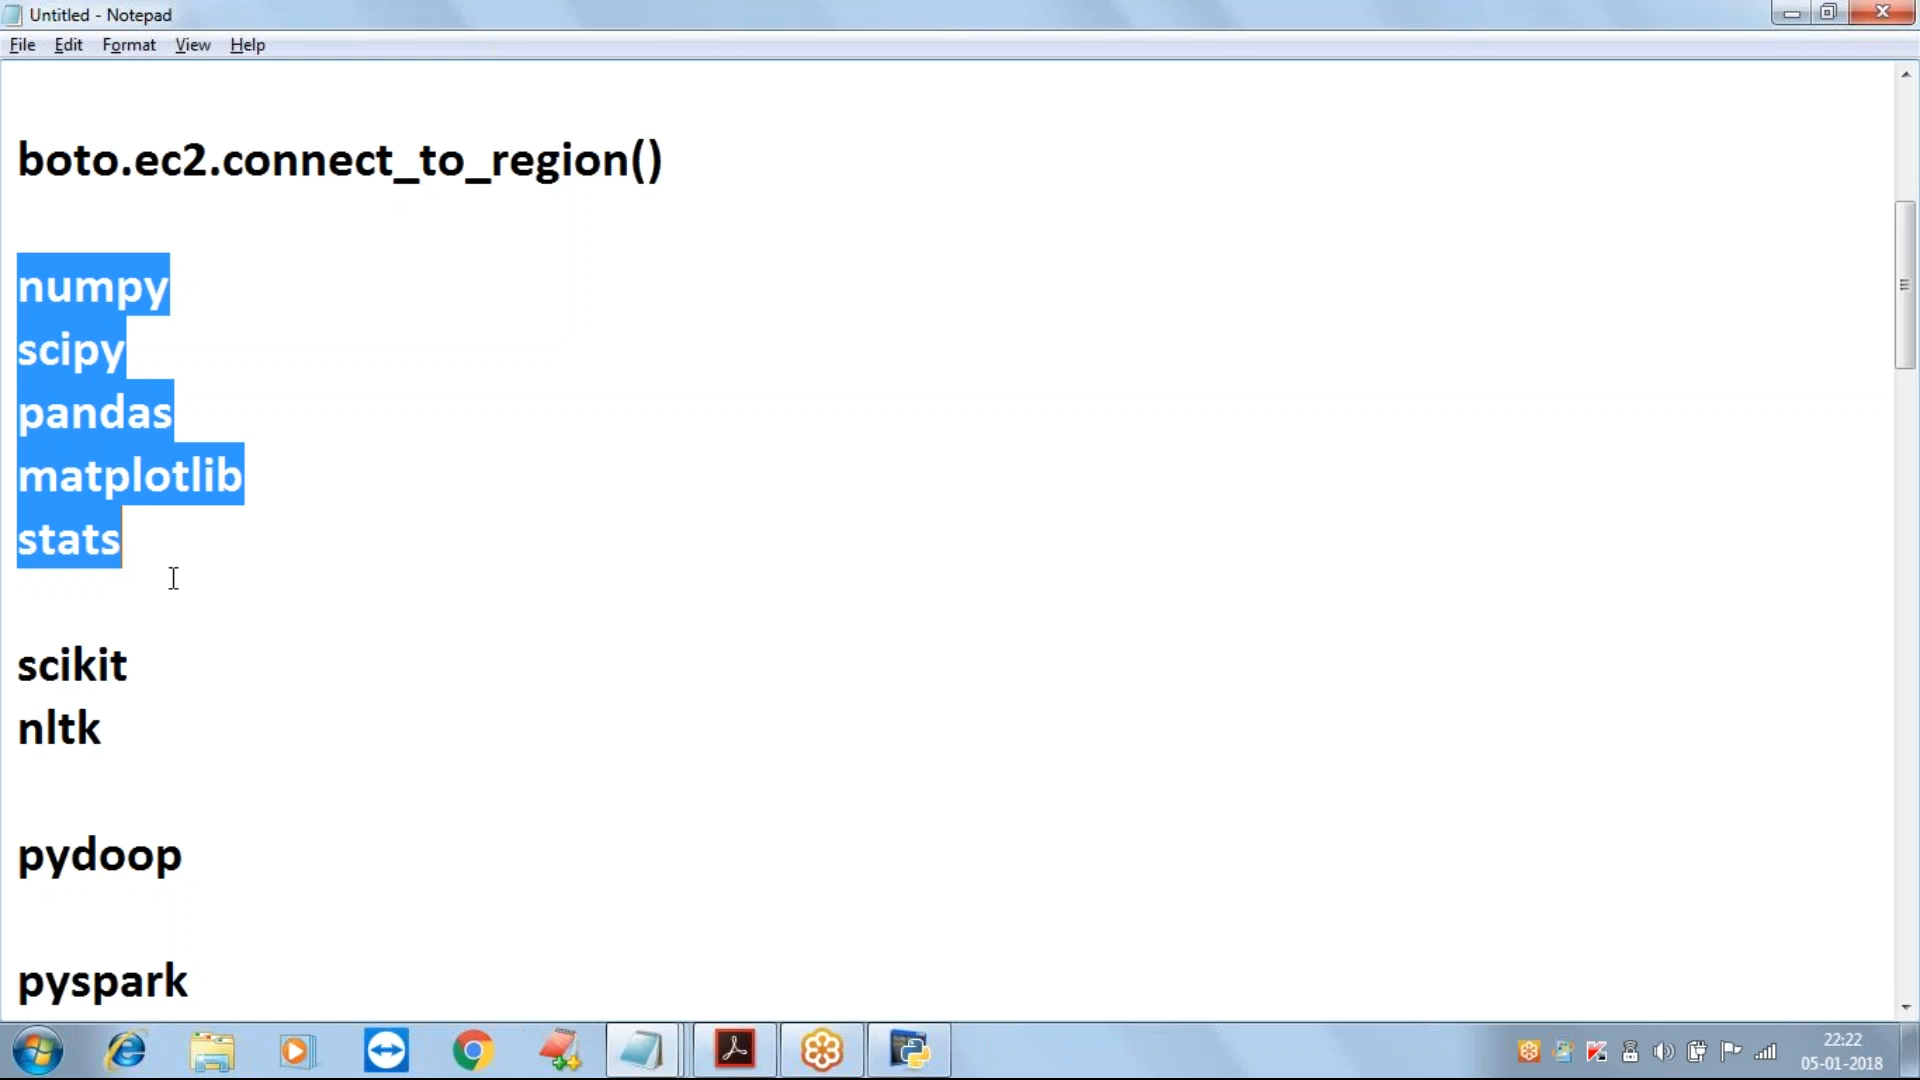 Untitled - Notepad
File Edit Format View Help
boto.ec2.connect_to_region()
numpy
scipy
pandas
matplotlib
stats
scikit
nltk
pydoop
pyspark
22:22
05-01-2018